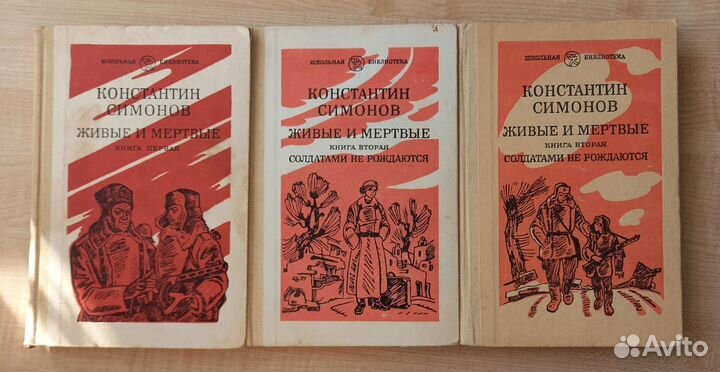 ШКОЛЬНАЯ БИБЛИОТЕКА
КОНСТАНТИН
СИМОНОВ
ЖИВЫЕ И МЕРТВЫЕ
КНИГА ПЕРВАЯ
ШКОЛЬНАЯ БИБЛИОТЕКА
КОНСТАНТИН
СИМОНОВ
ЖИВЫЕ И МЕРТВЫЕ
КНИГА ВТОРАЯ
СОЛДАТАМИ НЕ РОЖДАЮТСЯ
ШКОЛЬНАЯ БИБЛИОТЕКА
КОНСТАНТИН
СИМОНОВ
ЖИВЫЕ И МЕРТВЫЕ
КНИГА ВТОРАЯ
СОЛДАТАМИ НЕ РОЖДАЮТСЯ
Avito